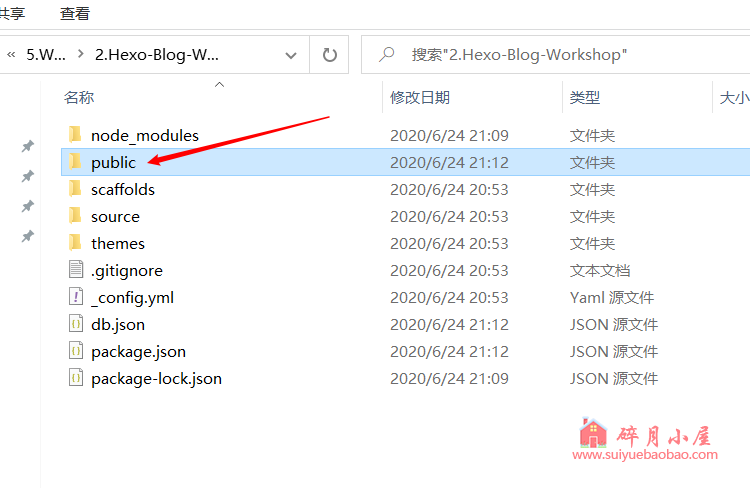 共享 查看
« 5.W... › 2.Hexo-Blog-W...
搜索"2.Hexo-Blog-Workshop"
名称 修改日期 类型 大小
node_modules 2020/6/24 21:09 文件夹
public 2020/6/24 21:12 文件夹
scaffolds 2020/6/24 20:53 文件夹
source 2020/6/24 20:53 文件夹
themes 2020/6/24 20:53 文件夹
.gitignore 2020/6/24 20:53 文本文档
_config.yml 2020/6/24 20:53 Yaml 源文件
db.json 2020/6/24 21:12 JSON 源文件
package.json 2020/6/24 21:12 JSON 源文件
package-lock.json 2020/6/24 21:09 JSON 源文件
碎月小屋
www.suiyuebaobao.com